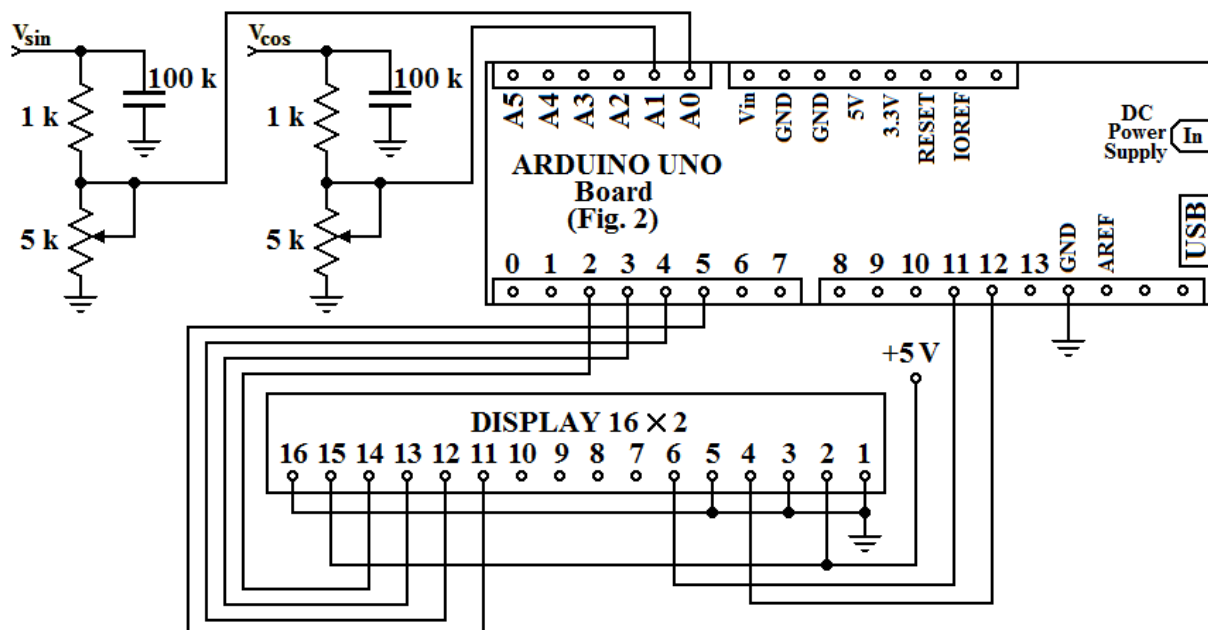 Vsin
100 k
1 k
5 k
Vcos
100 k
1 k
5 k
A5 A4 A3 A2 A1 A0
Vin GND GND 5V 3.3V RESET IOREF
DC
Power
Supply
In
ARDUINO UNO
Board
(Fig. 2)
USB
0 1 2 3 4 5 6 7
8 9 10 11 12 13 GND AREF
+5 V
DISPLAY 16 × 2
16 15 14 13 12 11 10 9 8 7 6 5 4 3 2 1